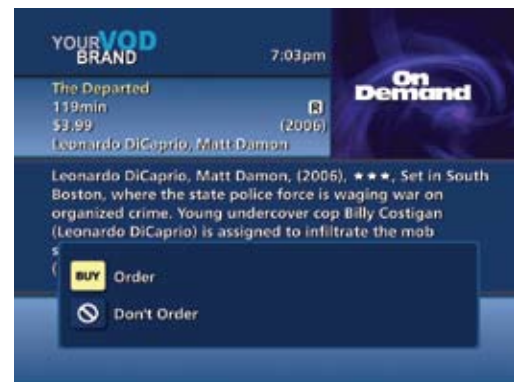 YOUR VOD
BRAND
7:03pm
On
Demand
The Departed
119min
R
$3.99
(2006)
Leonardo DiCaprio, Matt Damon
Leonardo DiCaprio, Matt Damon, (2006), ★★★, Set in South
Boston, where the state police force is waging war on
organized crime. Young undercover cop Billy Costigan
(Leonardo DiCaprio) is assigned to infiltrate the mob
s
(
BUY Order
Don't Order